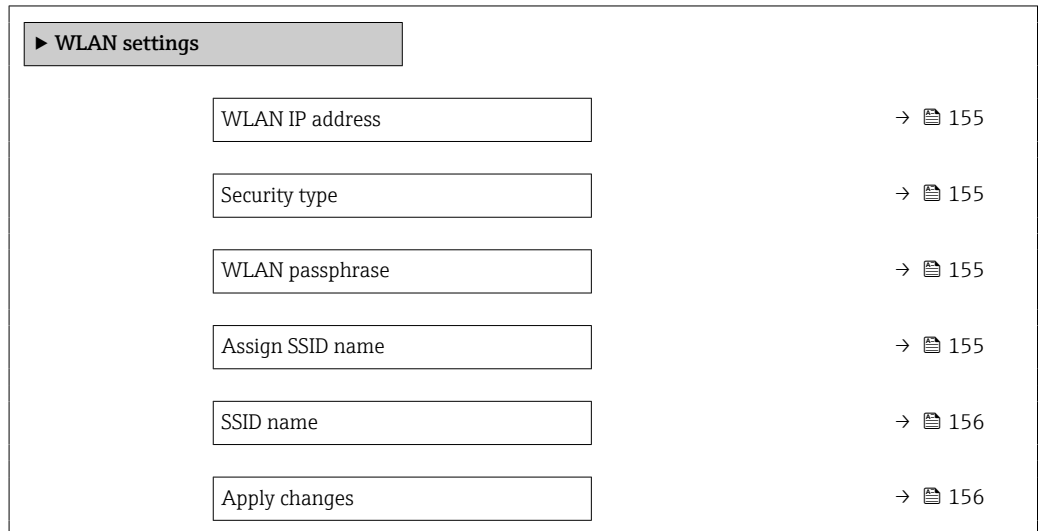 ▶ WLAN settings
WLAN IP address → 🖹 155
Security type → 🖹 155
WLAN passphrase → 🖹 155
Assign SSID name → 🖹 155
SSID name → 🖹 156
Apply changes → 🖹 156